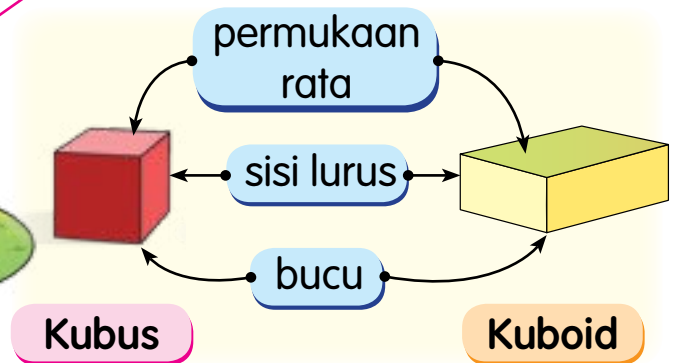 permukaan
rata
sisi lurus
bucu
Kubus
Kuboid